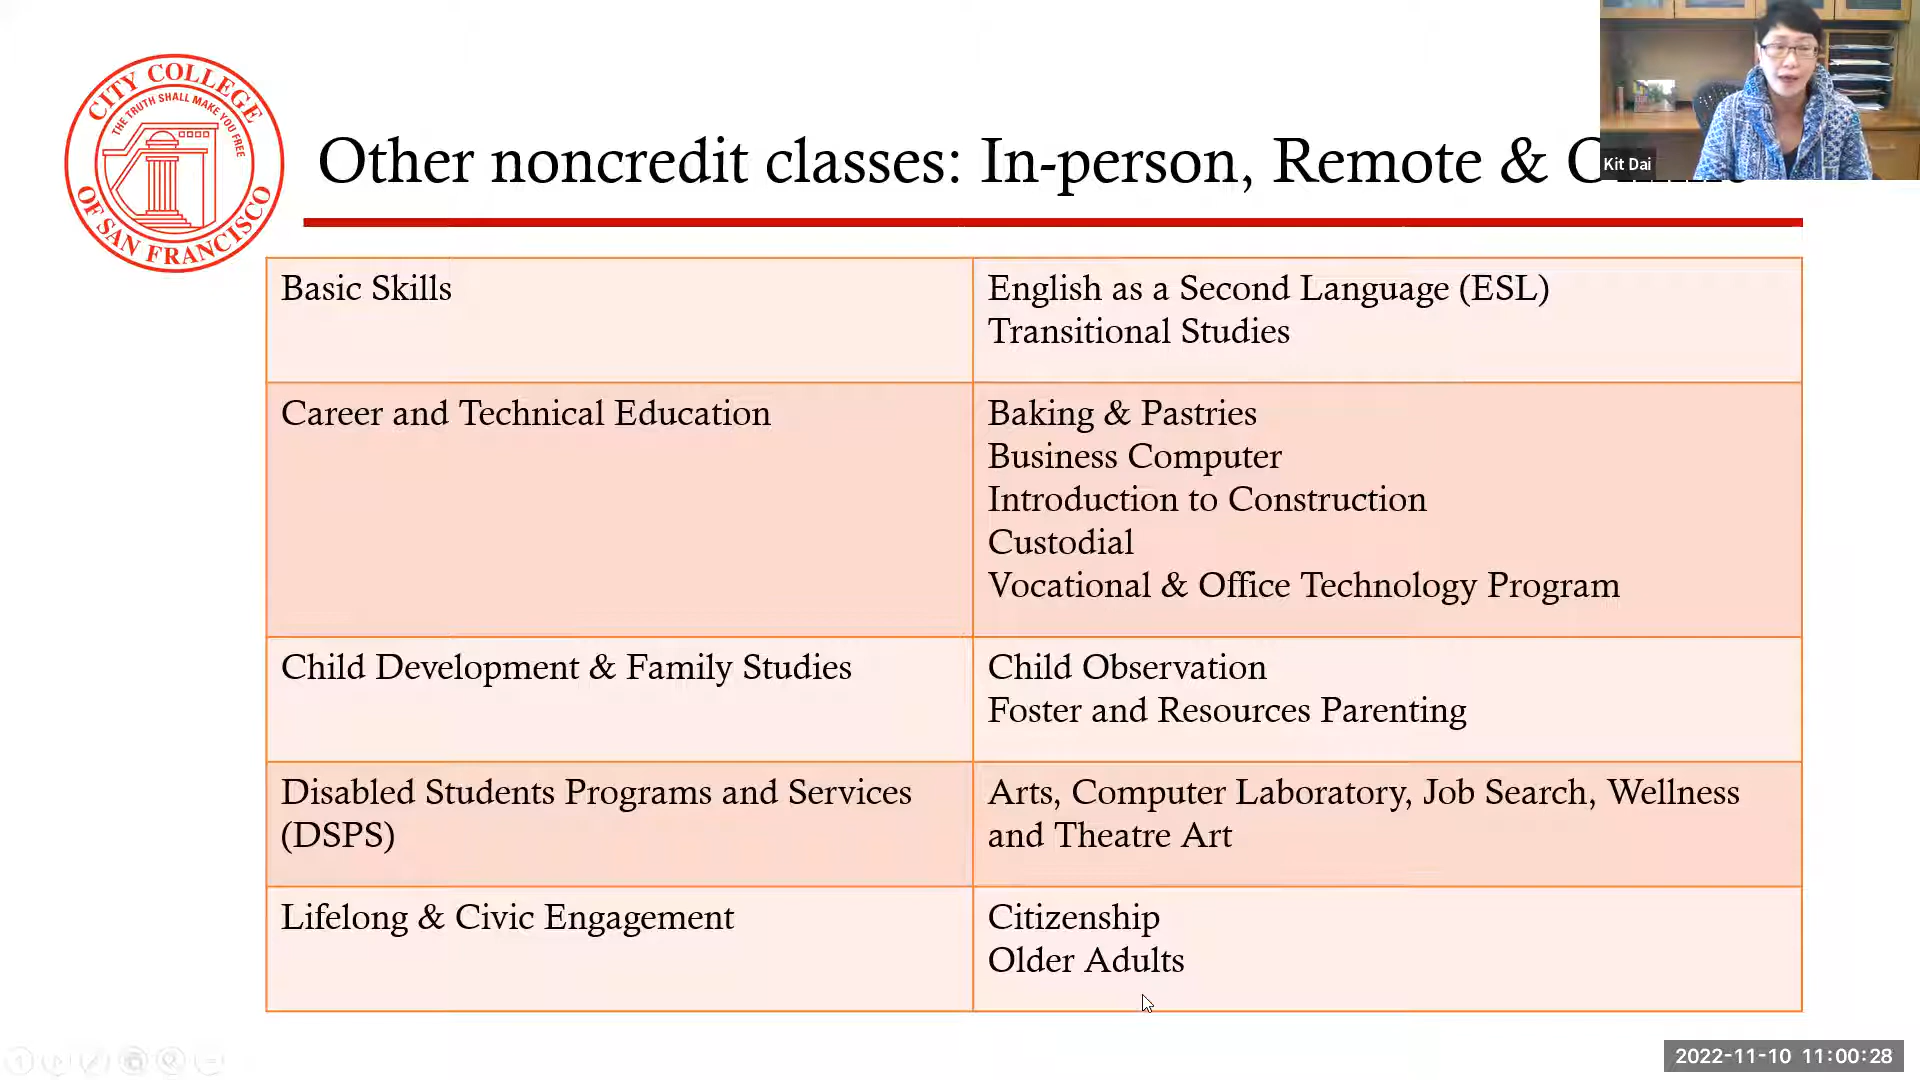 CITY COLLEGE
OF SAN FRANCISCO
THE TRUTH SHALL MAKE YOU FREE
Other noncredit classes: In-person, Remote &
Kit Dai
Basic Skills
English as a Second Language (ESL)
Transitional Studies
Career and Technical Education
Baking & Pastries
Business Computer
Introduction to Construction
Custodial
Vocational & Office Technology Program
Child Development & Family Studies
Child Observation
Foster and Resources Parenting
Disabled Students Programs and Services
(DSPS)
Arts, Computer Laboratory, Job Search, Wellness
and Theatre Art
Lifelong & Civic Engagement
Citizenship
Older Adults
2022-11-10 11:00:28